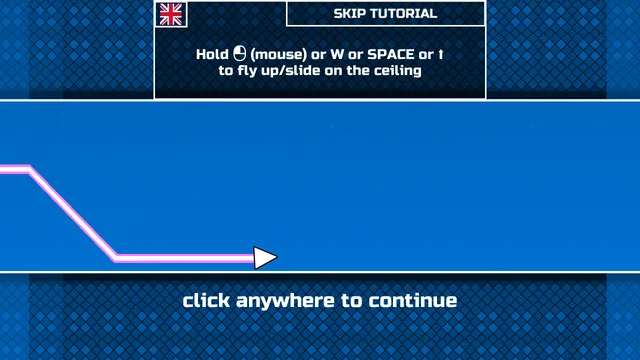 SKIP TUTORIAL
Hold (mouse) or W or SPACE or ↑
to fly up/slide on the ceiling
click anywhere to continue